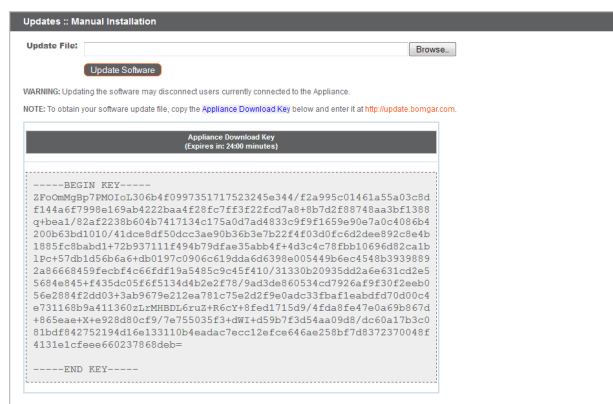 Updates :: Manual Installation
Update File:
Browse..
Update Software
WARNING: Updating the software may disconnect users currently connected to the Appliance.
NOTE: To obtain your software update file, copy the Appliance Download Key below and enter it at http://update.bomgar.com.
Appliance Download Key
(Expires in: 24:00 minutes)
-----BEGIN KEY-----
ZFoOmMgBp7PMOIoL306b4f0997351717523245e344/f2a995c01461a55a03c8d
f144a6f7998e169ab4222baa4f28fc7ff3f22fcd7a8+8b7d2f88748aa3bf1388
q+bea1/82af2238b604b7417134c175a0d7ad4833c9f9f1659e90e7a0c4086b4
200b63bd1010/41dce8df50dcc3ae90b36b3e7b22f4f03d0fc6d2dee892c8e4b
1885fc8babd1+72b937111f494b79dfae35abb4f+4d3c4c78fbb10696d82ca1b
1Pc+57db1d56b6a6+db0197c0906c619dda6d6398e005449b6ec4548b3939889
2a86668459fecbf4c66fdf19a5485c9c45f410/31330b20935dd2a6e631cd2e5
5684e845+f435dc05f6f5134d4b2e2f78/9ad3de860534cd7926af9f30f2eeb0
56e2884f2dd03+3ab9679e212ea781c75e2d2f9e0adc33fbaf1eabdfd70d00c4
e731168b9a411360zLrMHBDL6ruZ+R6cY+8fed1715d9/4fda8fe47e0a69b867d
+865eae+X+e928d80cf9/7e755035f3+dWI+d59b7f3d54aa09d8/dc60a17b3c0
81bdf842752194d16e133110b4eadac7ecc12efce646ae258bf7d8372370048f
4131e1cfeee660237868deb=
-----END KEY-----